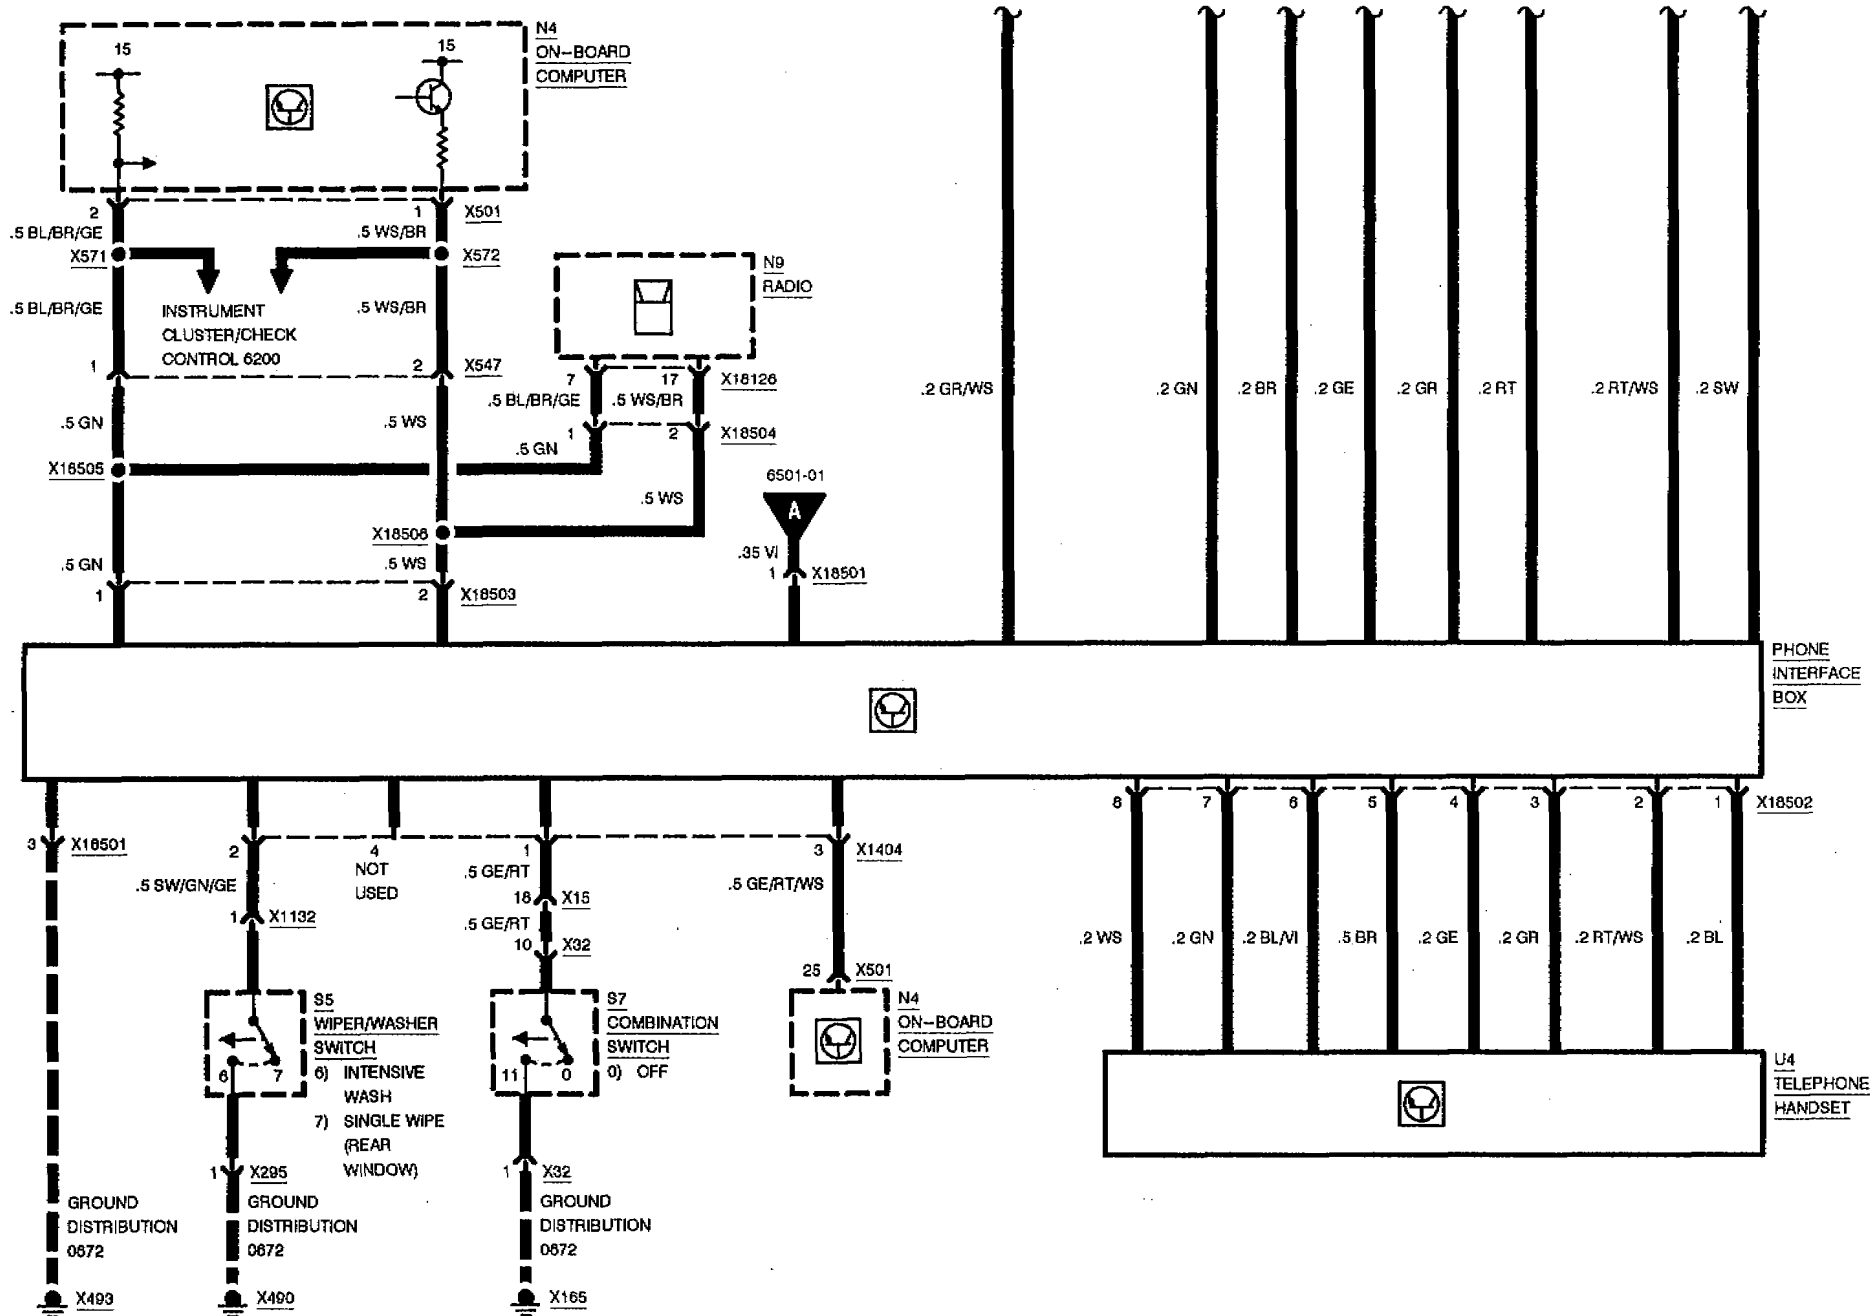 N4
ON-BOARD
COMPUTER
15
15
2
1
X501
.5 BL/BR/GE
.5 WS/BR
X571
X572
.5 BL/BR/GE
.5 WS/BR
INSTRUMENT
CLUSTER/CHECK
CONTROL 6200
1
2
X547
N9
RADIO
7
17
X18126
.5 BL/BR/GE
.5 WS/BR
1
2
X18504
.5 GN
.5 WS
.5 GN
X18505
.5 WS
X18506
.5 GN
.5 WS
1
2
X18503
6501-01
A
.35 VI
1
X18501
.2 GR/WS
.2 GN
.2 BR
.2 GE
.2 GR
.2 RT
.2 RT/WS
.2 SW
PHONE
INTERFACE
BOX
3
X18501
2
4
1
3
X1404
NOT
USED
.5 SW/GN/GE
.5 GE/RT
.5 GE/RT/WS
1
X1132
18
X15
.5 GE/RT
10
X32
25
X501
S5
WIPER/WASHER
SWITCH
6) INTENSIVE
WASH
7) SINGLE WIPE
(REAR
WINDOW)
6
7
S7
COMBINATION
SWITCH
0) OFF
11
0
N4
ON-BOARD
COMPUTER
1
X295
1
X32
GROUND
DISTRIBUTION
0672
GROUND
DISTRIBUTION
0672
GROUND
DISTRIBUTION
0672
X493
X490
X165
8
7
6
5
4
3
2
1
X18502
.2 WS
.2 GN
.2 BL/VI
.5 BR
.2 GE
.2 GR
.2 RT/WS
.2 BL
U4
TELEPHONE
HANDSET